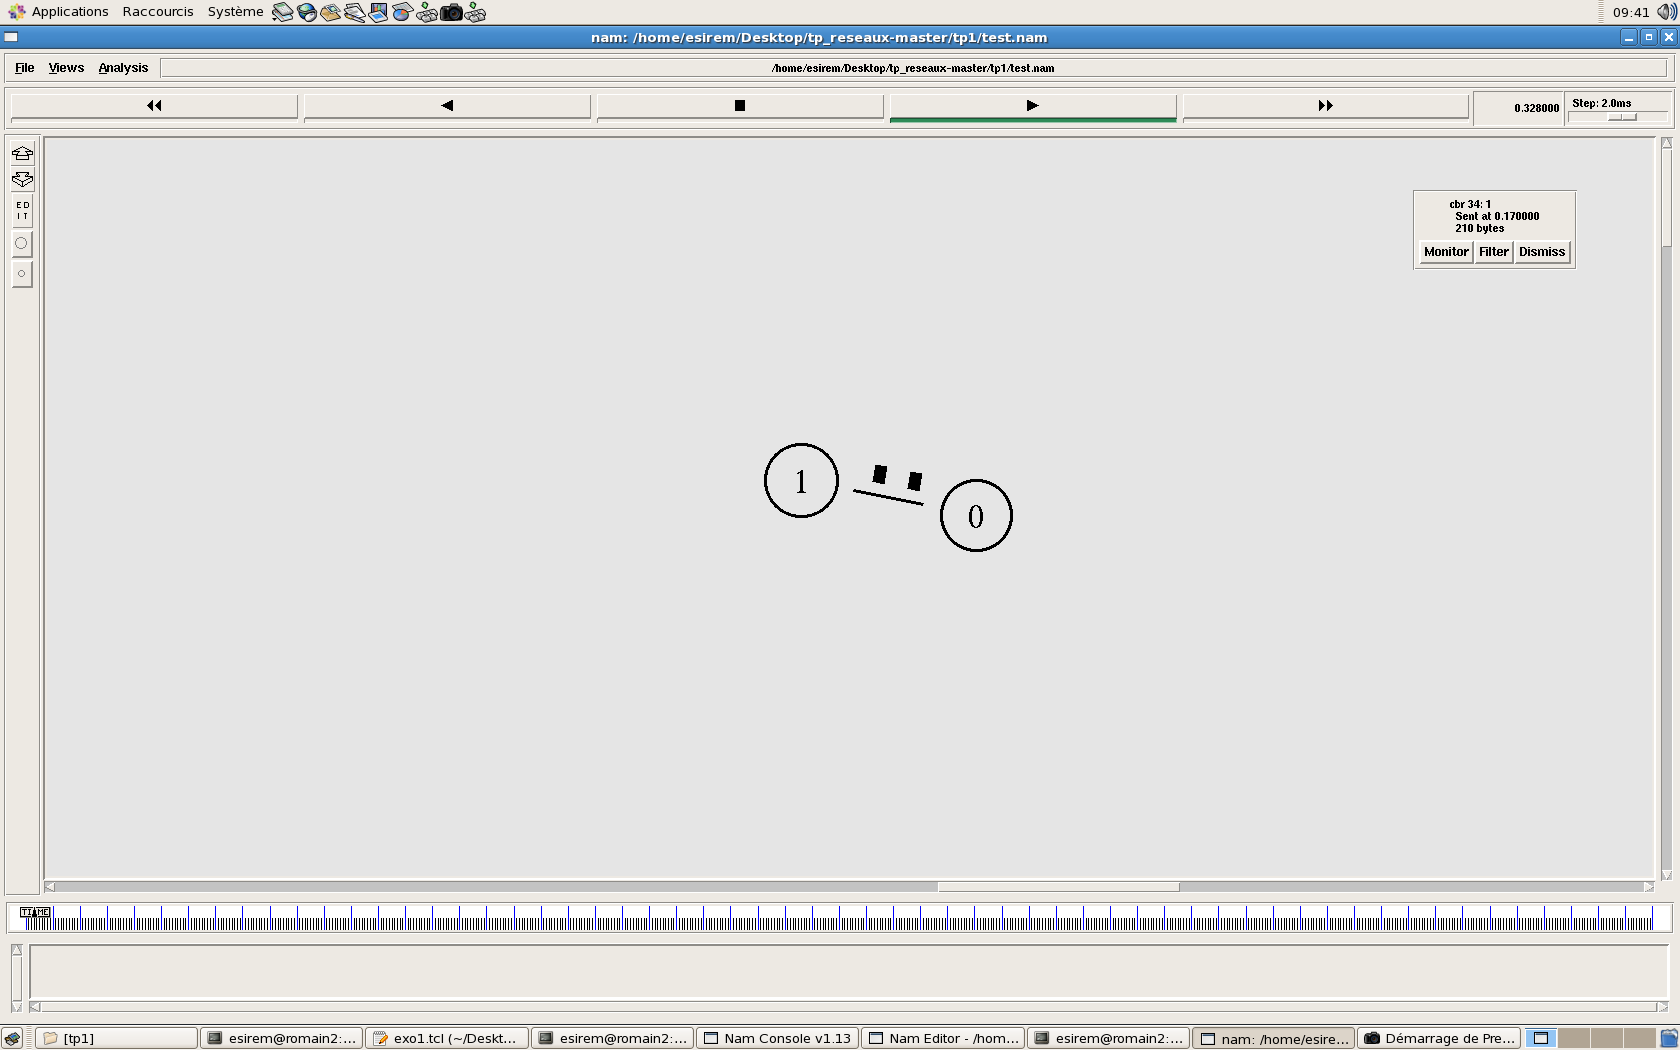 Applications Raccourcis Système 09:41
nam: /home/esirem/Desktop/tp_reseaux-master/tp1/test.nam
File Views Analysis /home/esirem/Desktop/tp_reseaux-master/tp1/test.nam
0.328000 Step: 2.0ms
E D
I T
cbr 34: 1
Sent at 0.170000
210 bytes
Monitor Filter Dismiss
1
0
TIME
[tp1] esirem@romain2:... exo1.tcl (~/Deskt... esirem@romain2:... Nam Console v1.13 Nam Editor - /hom... esirem@romain2:... nam: /home/esire... Démarrage de Pre...